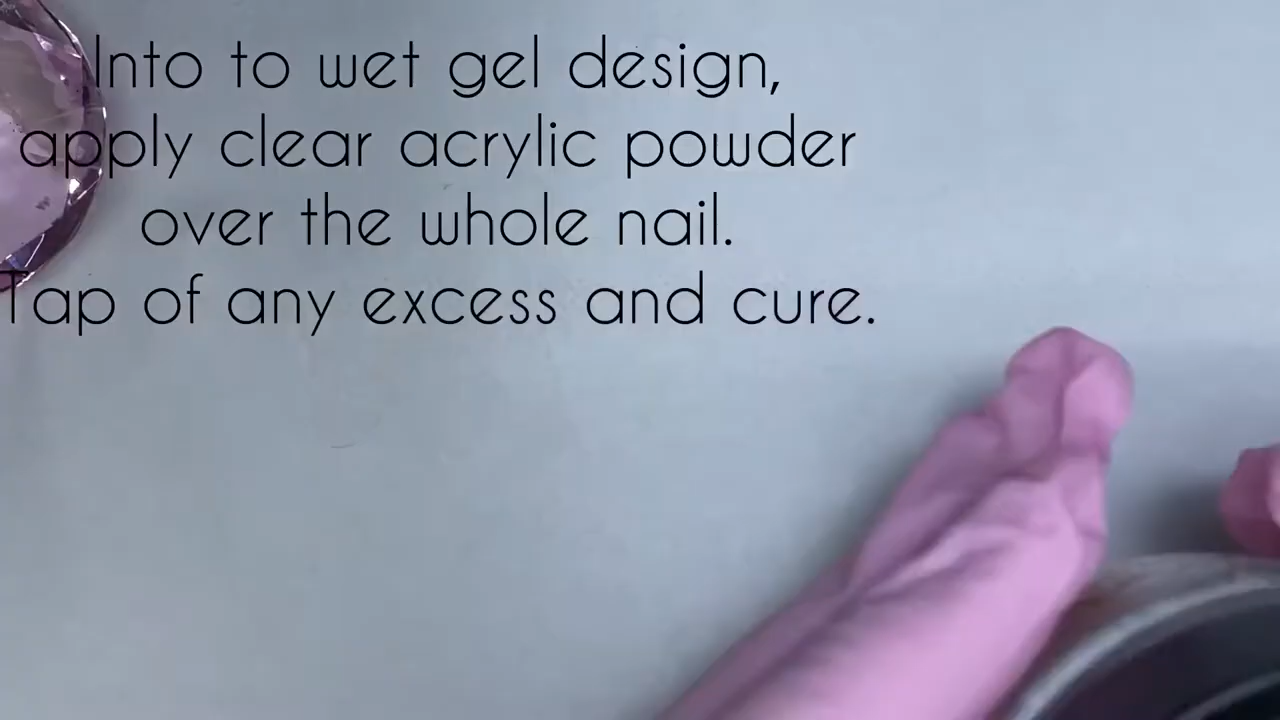 Into to wet gel design,
apply clear acrylic powder
over the whole nail.
Tap of any excess and cure.